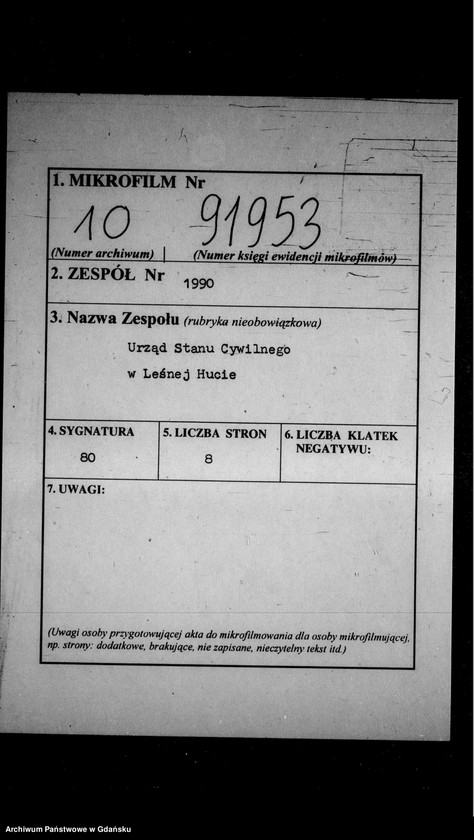 1. MIKROFILM Nr
10 91953
(Numer archiwum) (Numer księgi ewidencji mikrofilmów)
2. ZESPÓŁ Nr 1990
3. Nazwa Zespołu (rubryka nieobowiązkowa)
Urząd Stanu Cywilnego
w Leśnej Hucie
4. SYGNATURA
80
5. LICZBA STRON
8
6. LICZBA KLATEK
NEGATYWU:
7. UWAGI:
(Uwagi osoby przygotowującej akta do mikrofilmowania dla osoby mikrofilmującej,
np. strony: dodatkowe, brakujące, nie zapisane, nieczytelny tekst itd.)
Archiwum Państwowe w Gdańsku